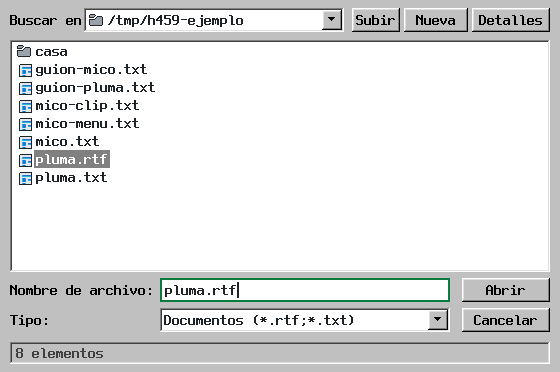 Buscar en /tmp/h459-ejemplo Subir Nueva Detalles
casa
guion-mico.txt
guion-pluma.txt
mico-clip.txt
mico-menu.txt
mico.txt
pluma.rtf
pluma.txt
Nombre de archivo: pluma.rtf Abrir
Tipo: Documentos (*.rtf;*.txt) Cancelar
8 elementos